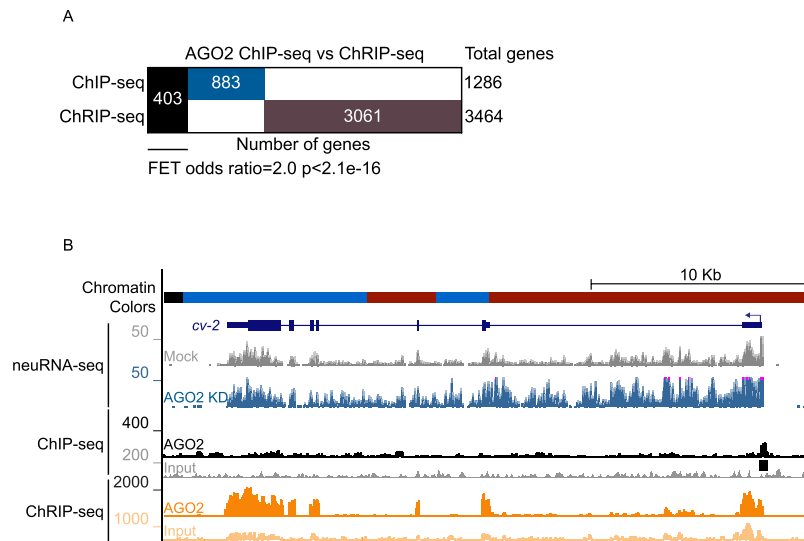 A
AGO2 ChIP-seq vs ChRIP-seq
Total genes
ChIP-seq
403
883
1286
ChRIP-seq
3061
3464
Number of genes
FET odds ratio=2.0 p<2.1e-16
B
10 Kb
Chromatin
Colors
cv-2
neuRNA-seq
50
Mock
50
AGO2 KD
ChIP-seq
400
AGO2
200
Input
ChRIP-seq
2000
AGO2
1000
Input